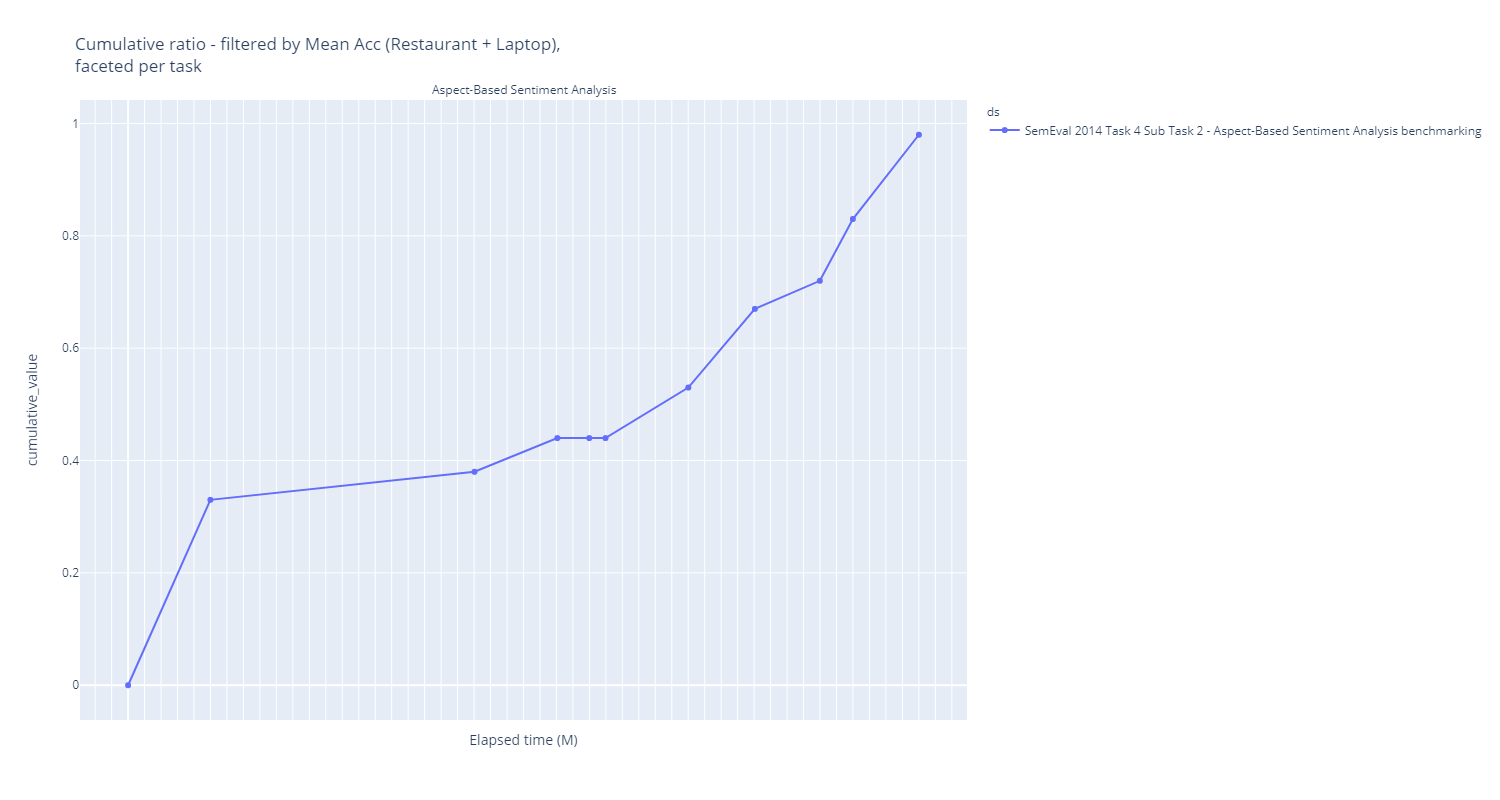 Cumulative ratio - filtered by Mean Acc (Restaurant + Laptop),
faceted per task
Aspect-Based Sentiment Analysis
ds
SemEval 2014 Task 4 Sub Task 2 - Aspect-Based Sentiment Analysis benchmarking
1
0.8
0.6
0.4
0.2
0
cumulative_value
Elapsed time (M)